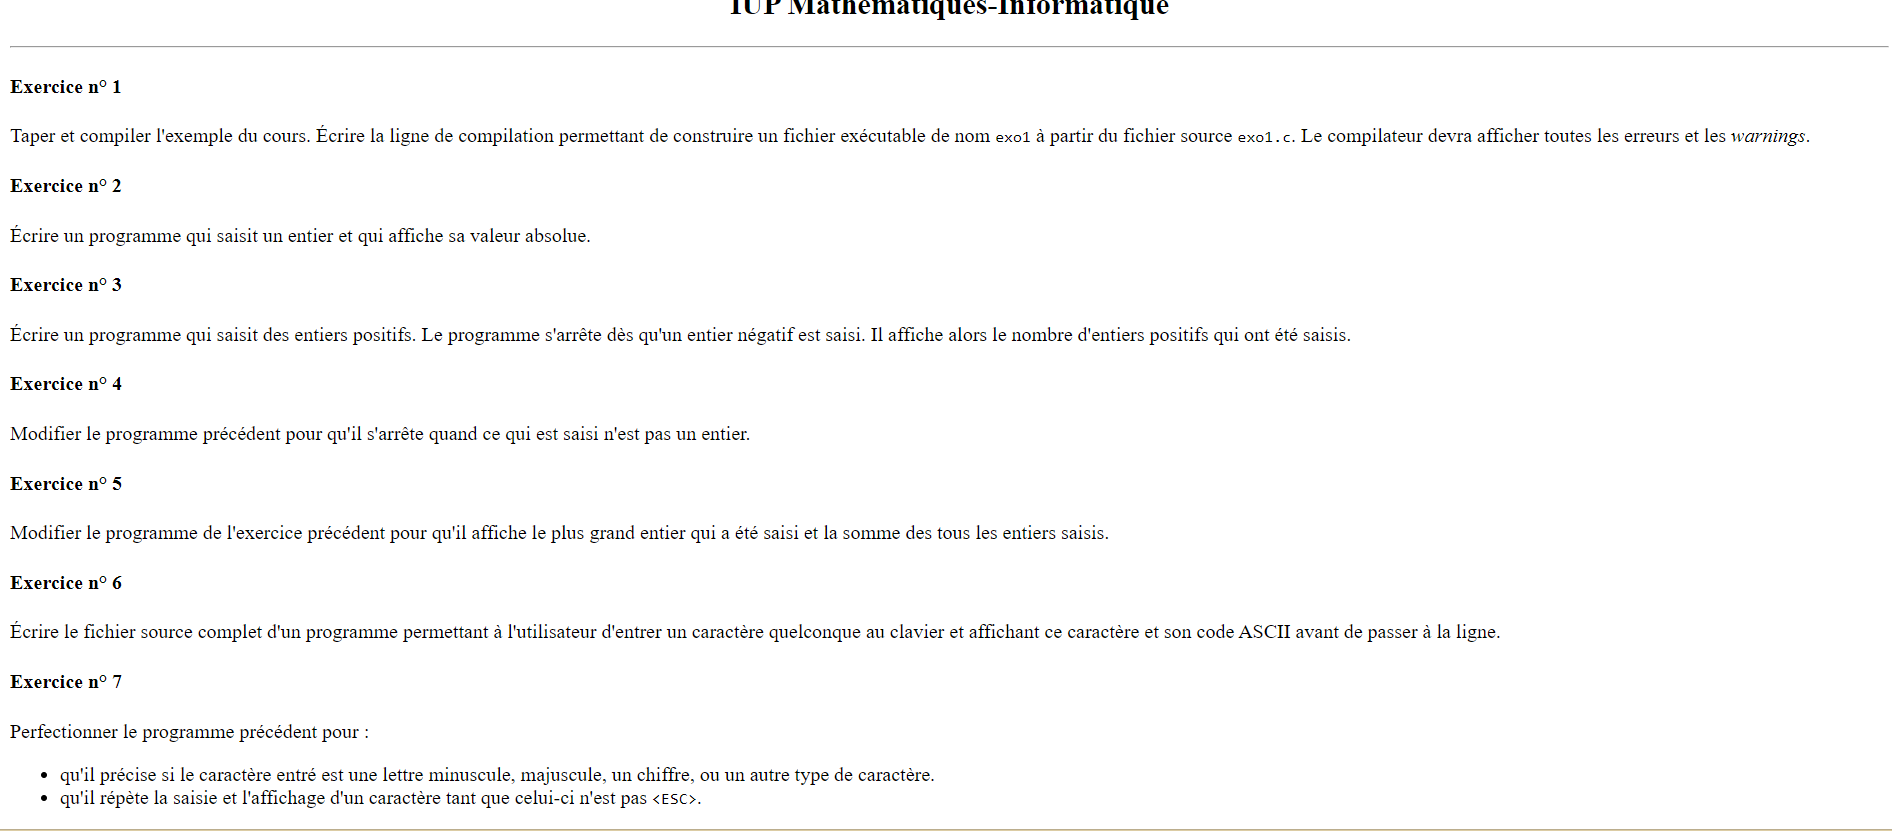 IUP Mathématiques-Informatique
Exercice n° 1
Taper et compiler l'exemple du cours. Écrire la ligne de compilation permettant de construire un fichier exécutable de nom exo1 à partir du fichier source exo1.c. Le compilateur devra afficher toutes les erreurs et les warnings.
Exercice n° 2
Écrire un programme qui saisit un entier et qui affiche sa valeur absolue.
Exercice n° 3
Écrire un programme qui saisit des entiers positifs. Le programme s'arrête dès qu'un entier négatif est saisi. Il affiche alors le nombre d'entiers positifs qui ont été saisis.
Exercice n° 4
Modifier le programme précédent pour qu'il s'arrête quand ce qui est saisi n'est pas un entier.
Exercice n° 5
Modifier le programme de l'exercice précédent pour qu'il affiche le plus grand entier qui a été saisi et la somme des tous les entiers saisis.
Exercice n° 6
Écrire le fichier source complet d'un programme permettant à l'utilisateur d'entrer un caractère quelconque au clavier et affichant ce caractère et son code ASCII avant de passer à la ligne.
Exercice n° 7
Perfectionner le programme précédent pour :
• qu'il précise si le caractère entré est une lettre minuscule, majuscule, un chiffre, ou un autre type de caractère.
• qu'il répète la saisie et l'affichage d'un caractère tant que celui-ci n'est pas <ESC>.